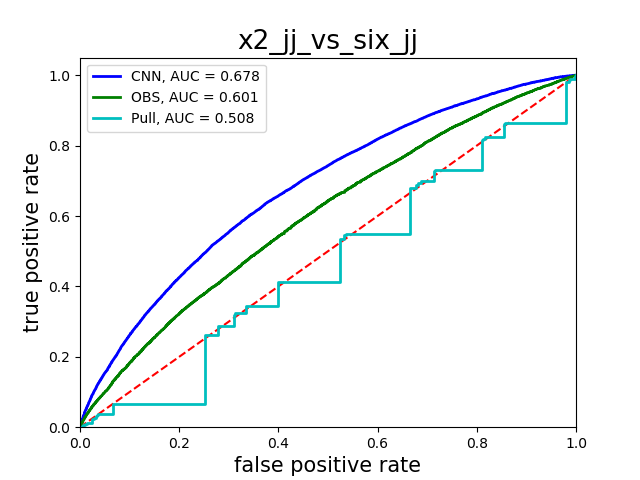 x2_jj_vs_six_jj
CNN, AUC = 0.678
OBS, AUC = 0.601
Pull, AUC = 0.508
true positive rate
1.0
0.8
0.6
0.4
0.2
0.0
0.0 0.2 0.4 0.6 0.8 1.0
false positive rate